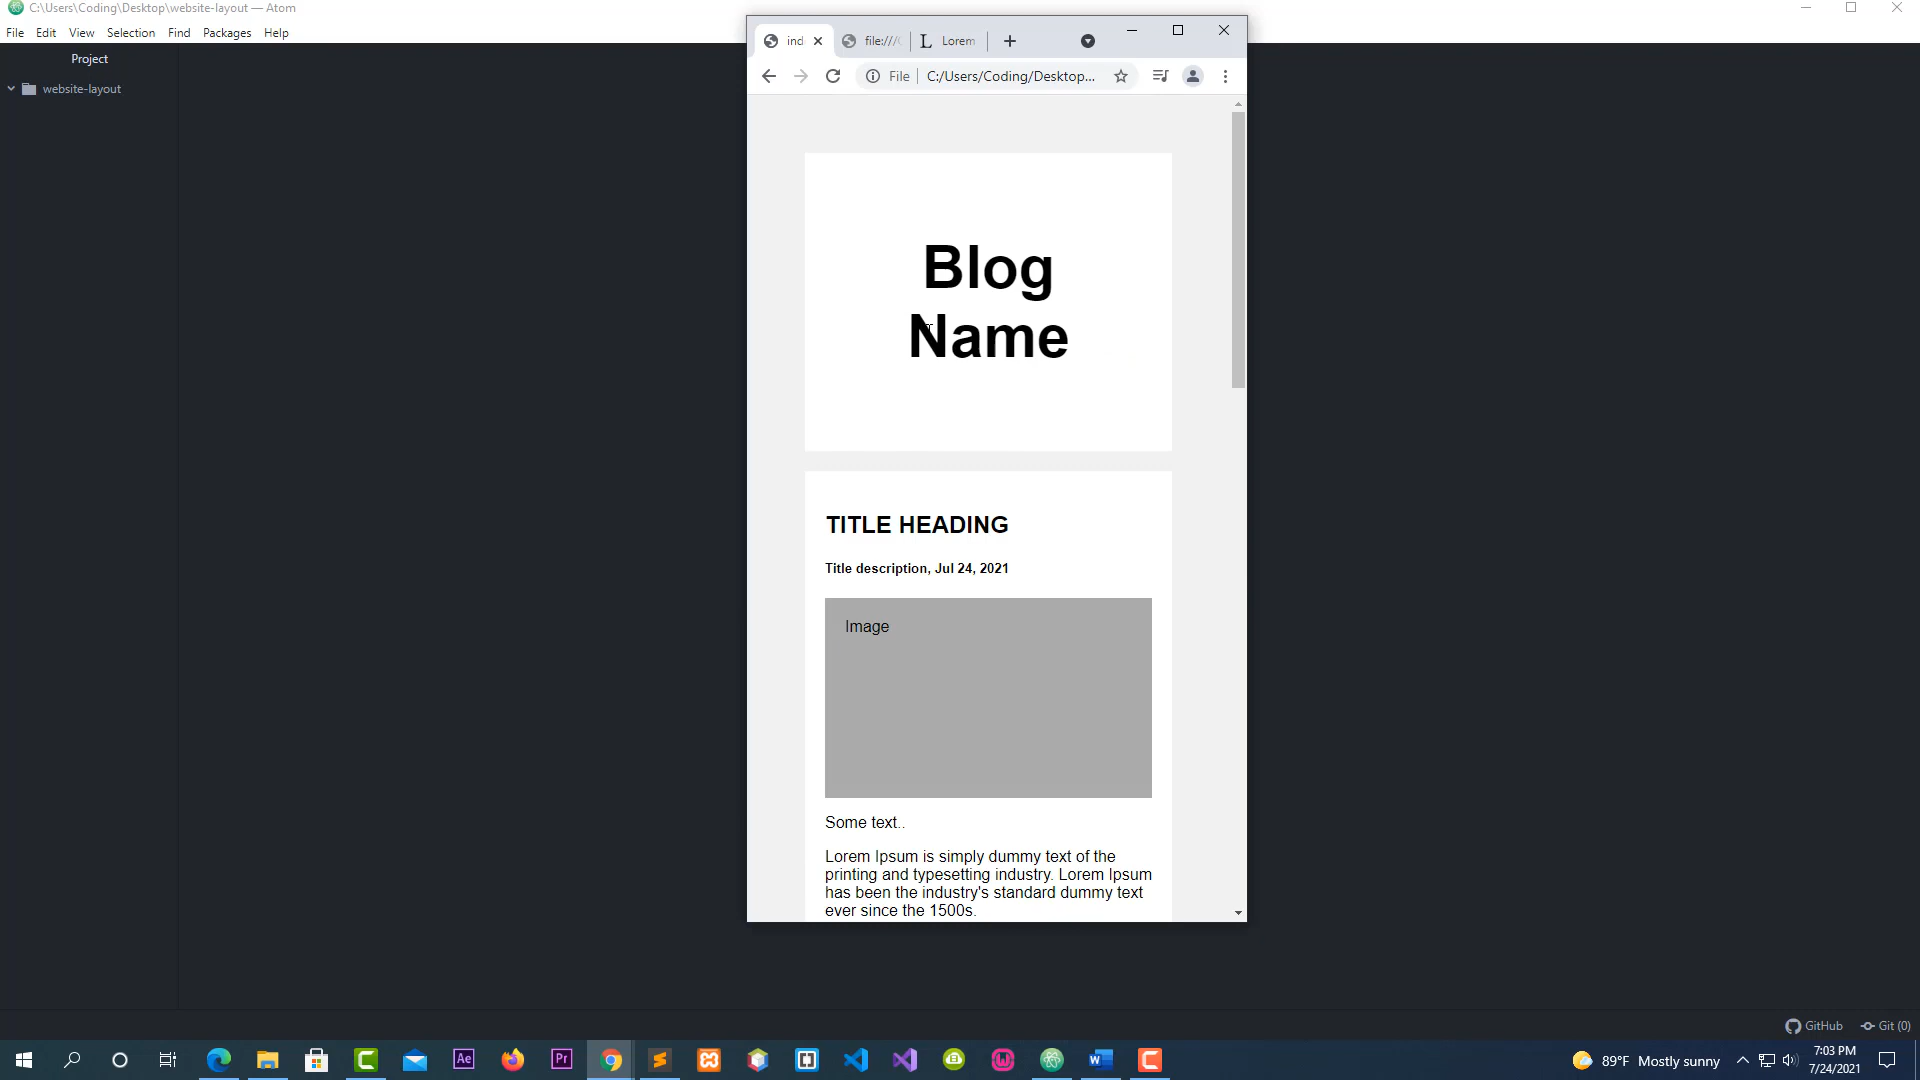 C:\Users\Coding\Desktop\website-layout — Atom
File Edit View Selection Find Packages Help
Project
website-layout
ind
file:///
Lorem
File C:/Users/Coding/Desktop...
Blog
Name
TITLE HEADING
Title description, Jul 24, 2021
Image
Some text..
Lorem Ipsum is simply dummy text of the
printing and typesetting industry. Lorem Ipsum
has been the industry's standard dummy text
ever since the 1500s.
GitHub Git (0)
Ae
Pr
89°F Mostly sunny
7:03 PM
7/24/2021